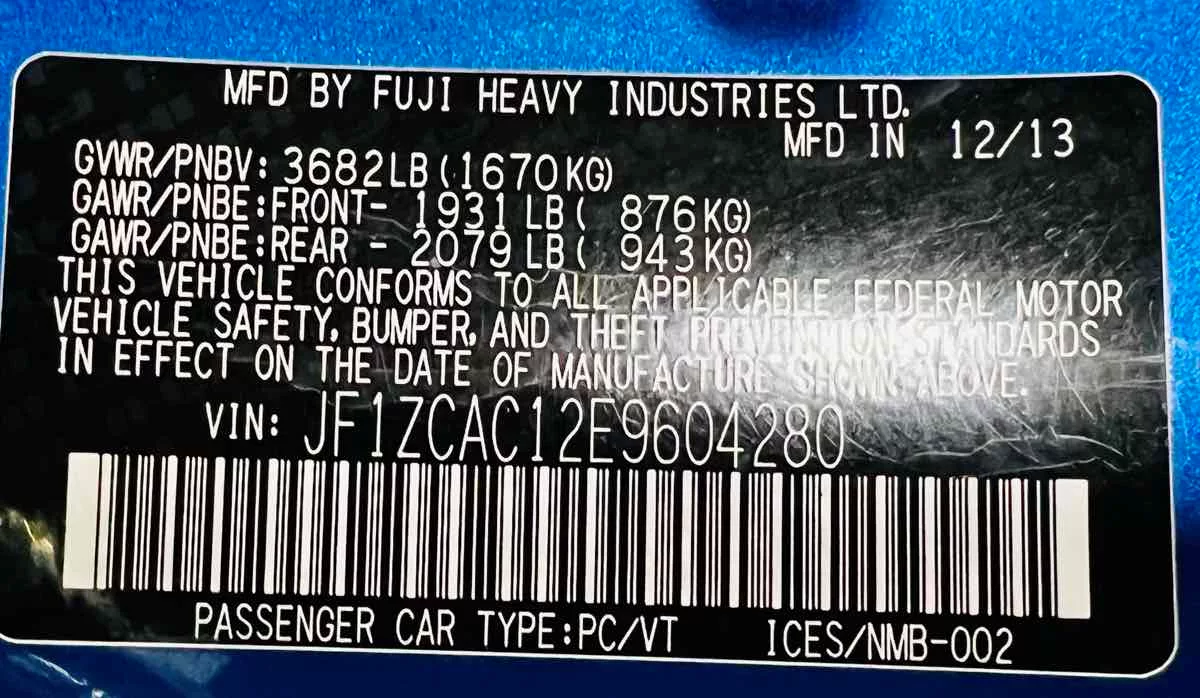 MFD BY FUJI HEAVY INDUSTRIES LTD.
MFD IN 12/13
GVWR/PNBV: 3682LB(1670KG)
GAWR/PNBE:FRONT- 1931 LB( 876KG)
GAWR/PNBE:REAR - 2079 LB( 943KG)
THIS VEHICLE CONFORMS TO ALL APPLICABLE FEDERAL MOTOR
VEHICLE SAFETY, BUMPER, AND THEFT PREVENTION STANDARDS
IN EFFECT ON THE DATE OF MANUFACTURE SHOWN ABOVE.
VIN: JF1ZCAC12E9604280
PASSENGER CAR TYPE:PC/VT ICES/NMB-002